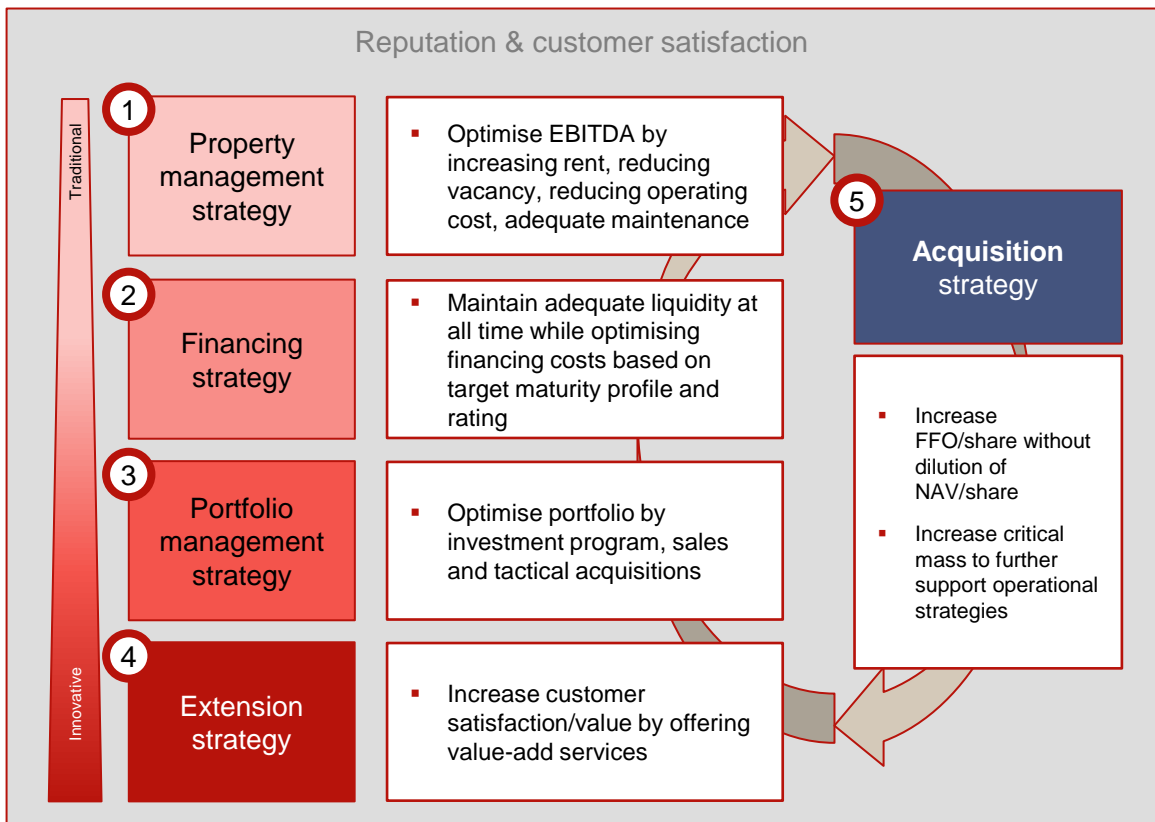 Reputation & customer satisfaction
Traditional
Innovative
1
Property
management
strategy
▪ Optimise EBITDA by
increasing rent, reducing
vacancy, reducing operating
cost, adequate maintenance
2
Financing
strategy
▪ Maintain adequate liquidity at
all time while optimising
financing costs based on
target maturity profile and
rating
3
Portfolio
management
strategy
▪ Optimise portfolio by
investment program, sales
and tactical acquisitions
4
Extension
strategy
▪ Increase customer
satisfaction/value by offering
value-add services
5
Acquisition
strategy
▪ Increase
FFO/share without
dilution of
NAV/share
▪ Increase critical
mass to further
support operational
strategies